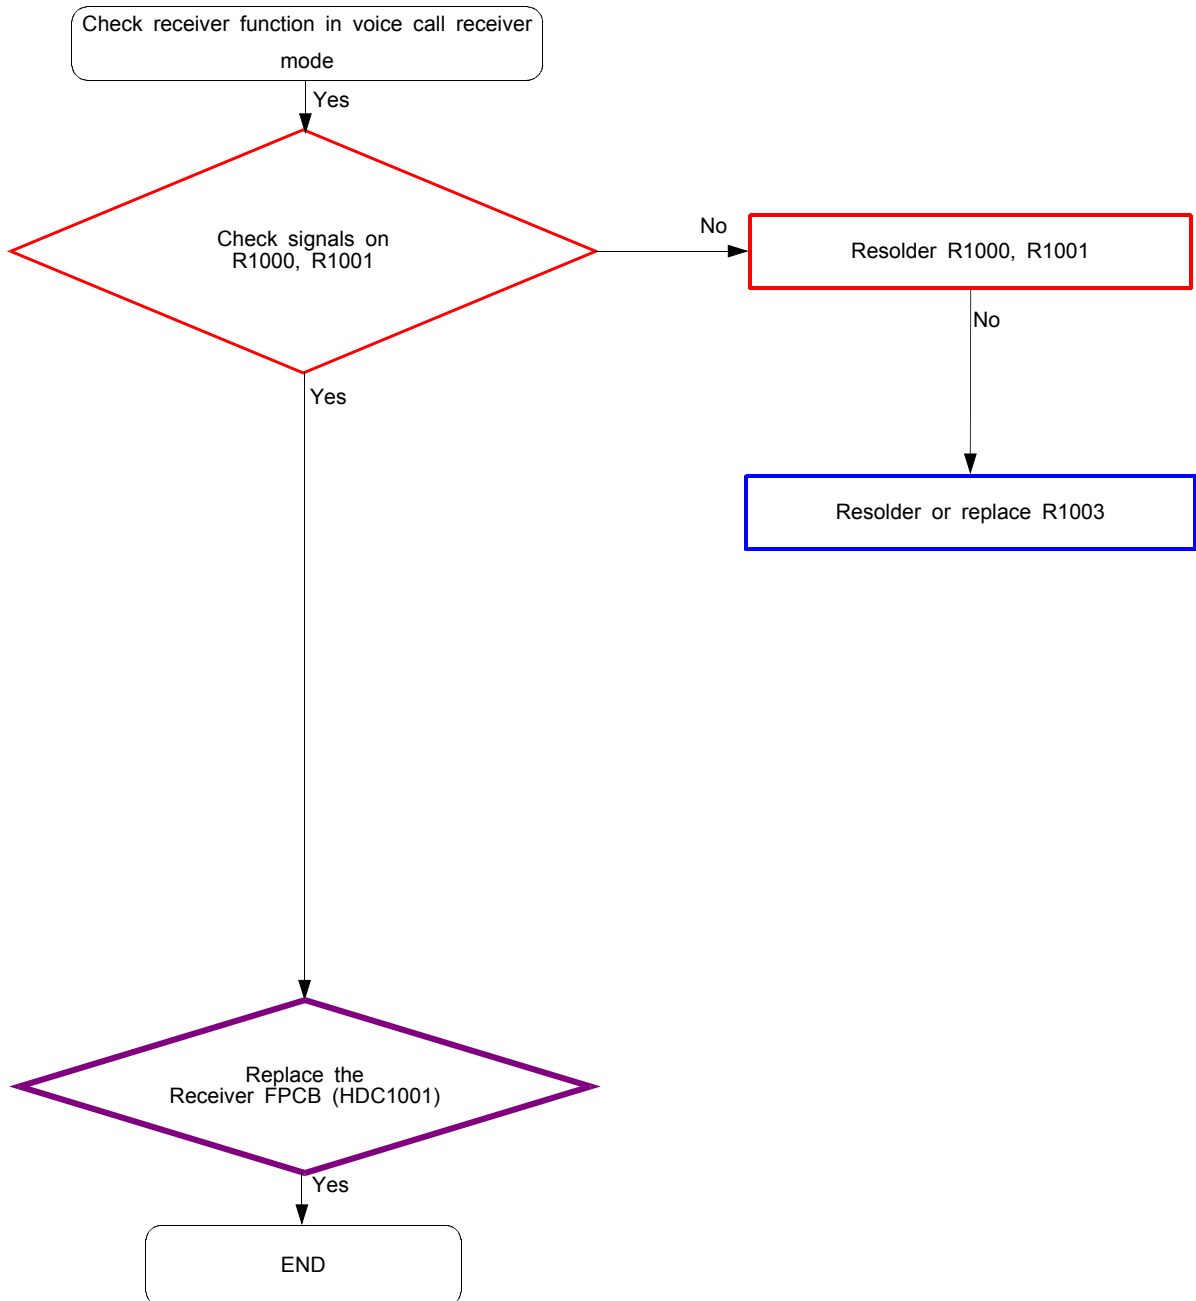 Check receiver function in voice call receiver
mode
Yes
Check signals on
R1000, R1001
No
Resolder R1000, R1001
No
Yes
Resolder or replace R1003
Replace the
Receiver FPCB (HDC1001)
Yes
END